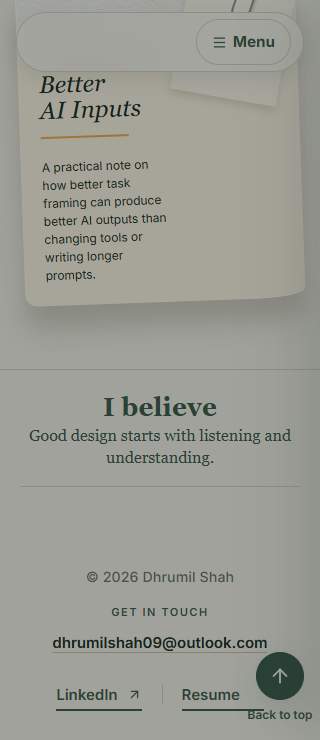 Menu
Better
AI Inputs
A practical note on
how better task
framing can produce
better AI outputs than
changing tools or
writing longer
prompts.
I believe
Good design starts with listening and
understanding.
© 2026 Dhrumil Shah
GET IN TOUCH
dhrumilshah09@outlook.com
LinkedIn
Resume
Back to top